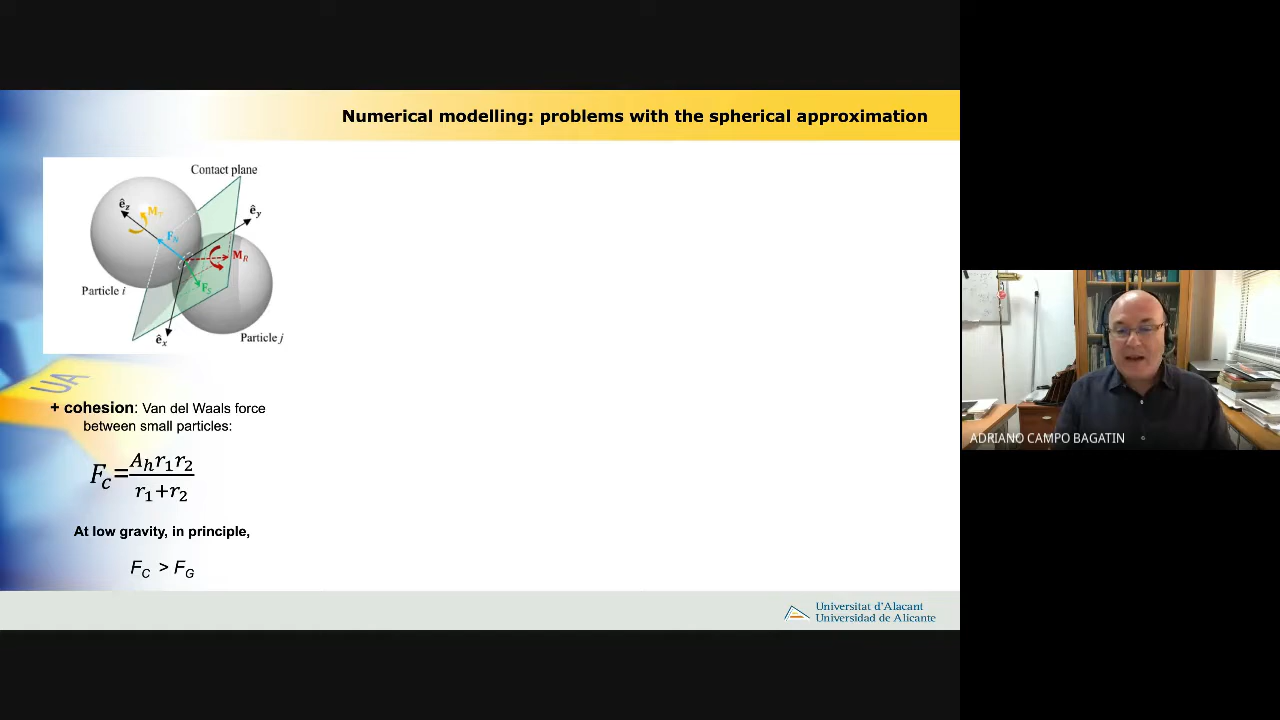 Numerical modelling: problems with the spherical approximation
Contact plane
ê_z
M_T
ê_y
F_N
M_R
Particle i
F_S
ê_x
Particle j
UA
+ cohesion: Van del Waals force
between small particles:
F_c=A_h r_1 r_2/(r_1+r_2)
At low gravity, in principle,
F_C > F_G
Universitat d'Alacant
Universidad de Alicante
ADRIANO CAMPO BAGATIN